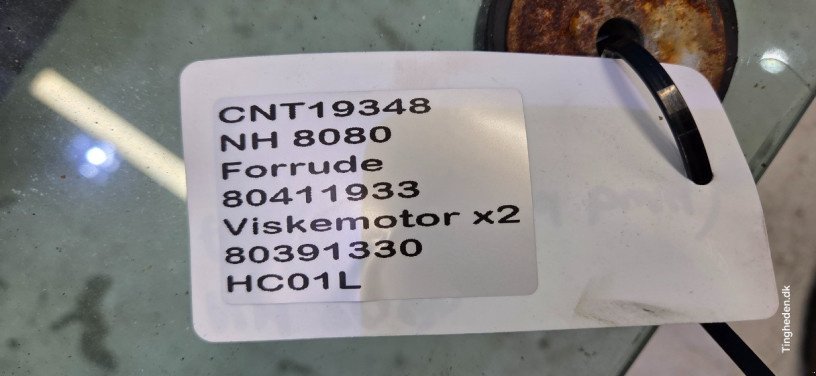 CNT19348
NH 8080
Forrude
80411933
Viskemotor x2
80391330
HC01L
Tingheden.dk